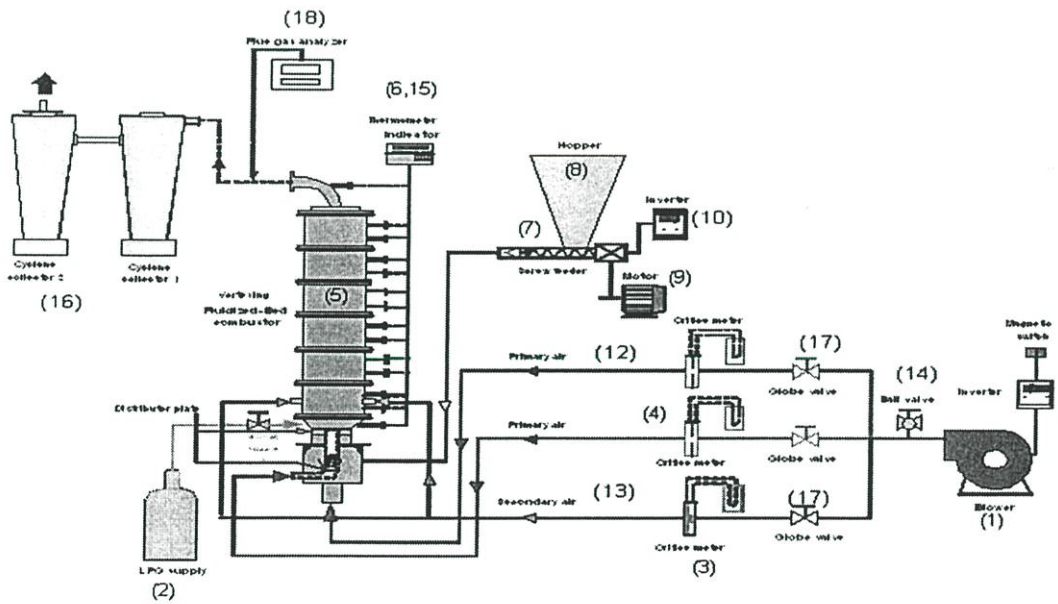 (18)
Flue gas analyzer
(6,15)
Thermometer
Indicator
Hopper
(8)
Inverter
(10)
(7)
Screw feeder
Motor
(9)
Cyclone
collector 2
Cyclone
collector 1
(16)
(5)
Vortexing
Fluidized-Bed
combustor
Orifice meter
(17)
Magnetic
switch
Primary air
(12)
Globe valve
(14)
Ball valve
Inverter
Distributor plate
(4)
Primary air
Orifice meter
Globe valve
Secondary air
(13)
(17)
Blower
(1)
Orifice meter
Globe valve
(3)
LPG supply
(2)